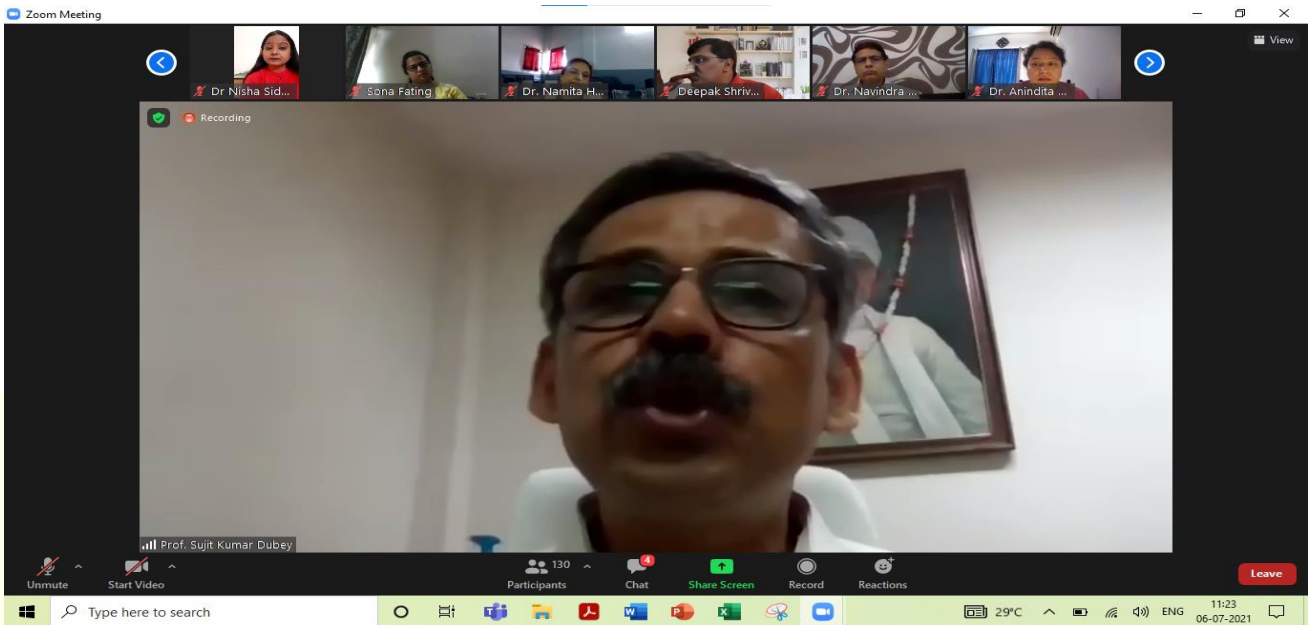 Zoom Meeting
View
Dr Nisha Sid...
Sona Fating
Dr. Namita H...
Deepak Shriv...
Dr. Navindra ...
Dr. Anindita ...
Recording
Prof. Sujit Kumar Dubey
130
4
Unmute
Start Video
Participants
Chat
Share Screen
Record
Reactions
Leave
Type here to search
29°C
ENG
11:23
06-07-2021